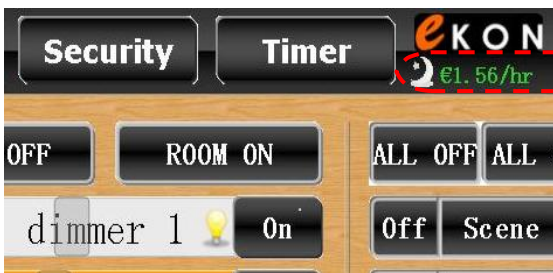 Security Timer eKON
€1.56/hr
OFF ROOM ON ALL OFF ALL
dimmer 1 On Off Scene